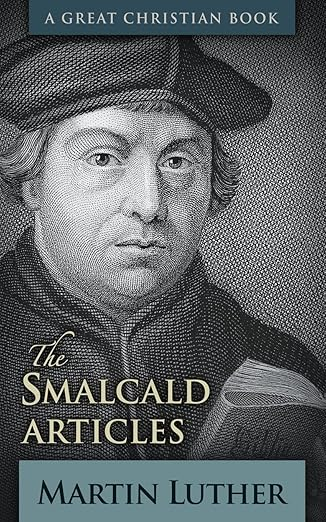 A GREAT CHRISTIAN BOOK
The
SMALCALD
ARTICLES
MARTIN LUTHER